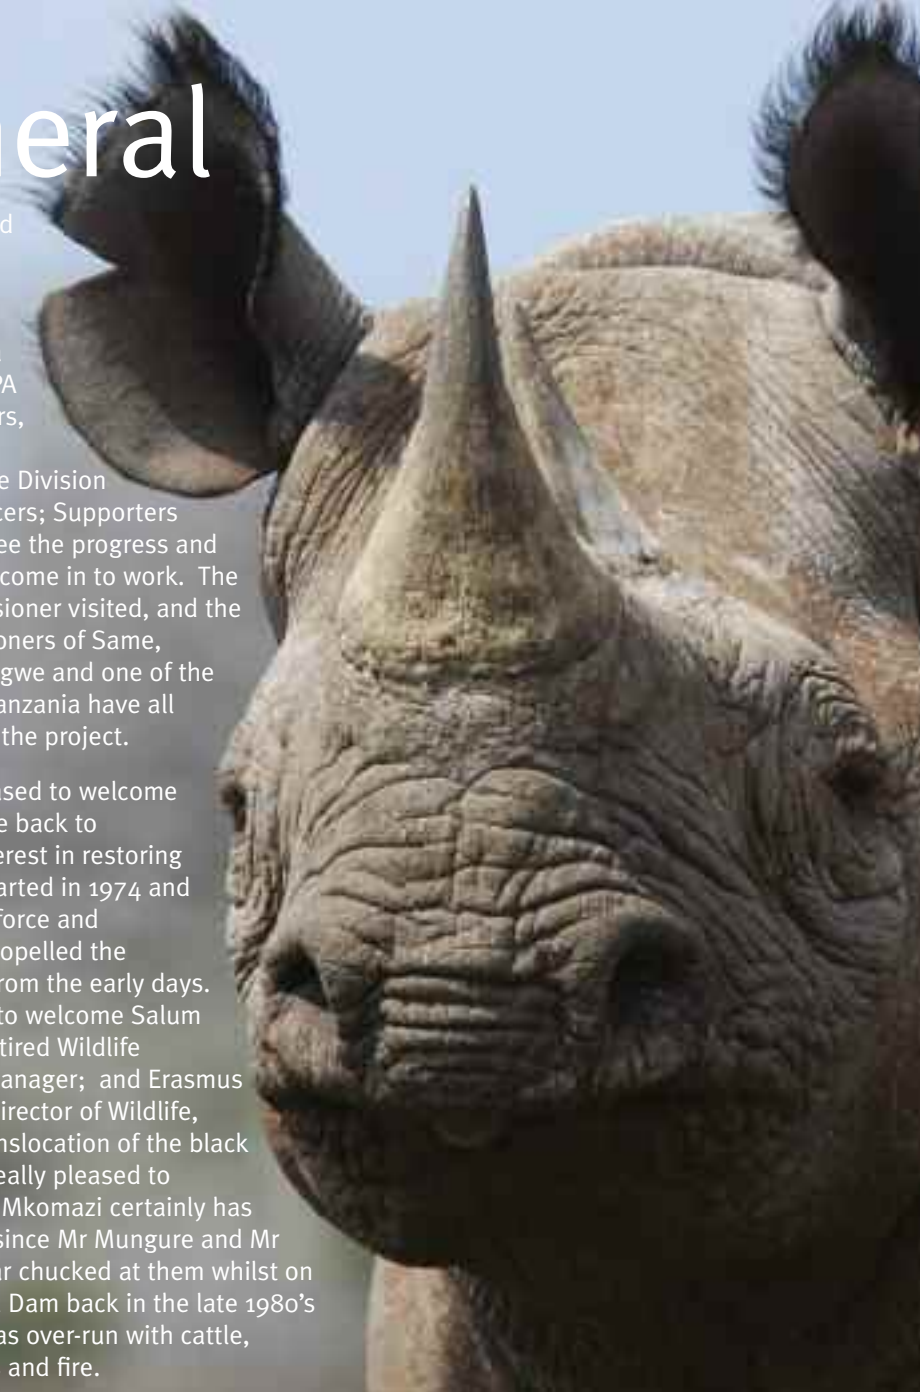 eral
d
PA
rs,
e Division
cers; Supporters
ee the progress and
come in to work. The
sioner visited, and the
oners of Same,
gwe and one of the
anzania have all
the project.
ased to welcome
e back to
erest in restoring
arted in 1974 and
force and
opelled the
rom the early days.
to welcome Salum
tired Wildlife
anager; and Erasmus
irector of Wildlife,
nslocation of the black
eally pleased to
Mkomazi certainly has
since Mr Mungure and Mr
ar chucked at them whilst on
Dam back in the late 1980's
as over-run with cattle,
and fire.